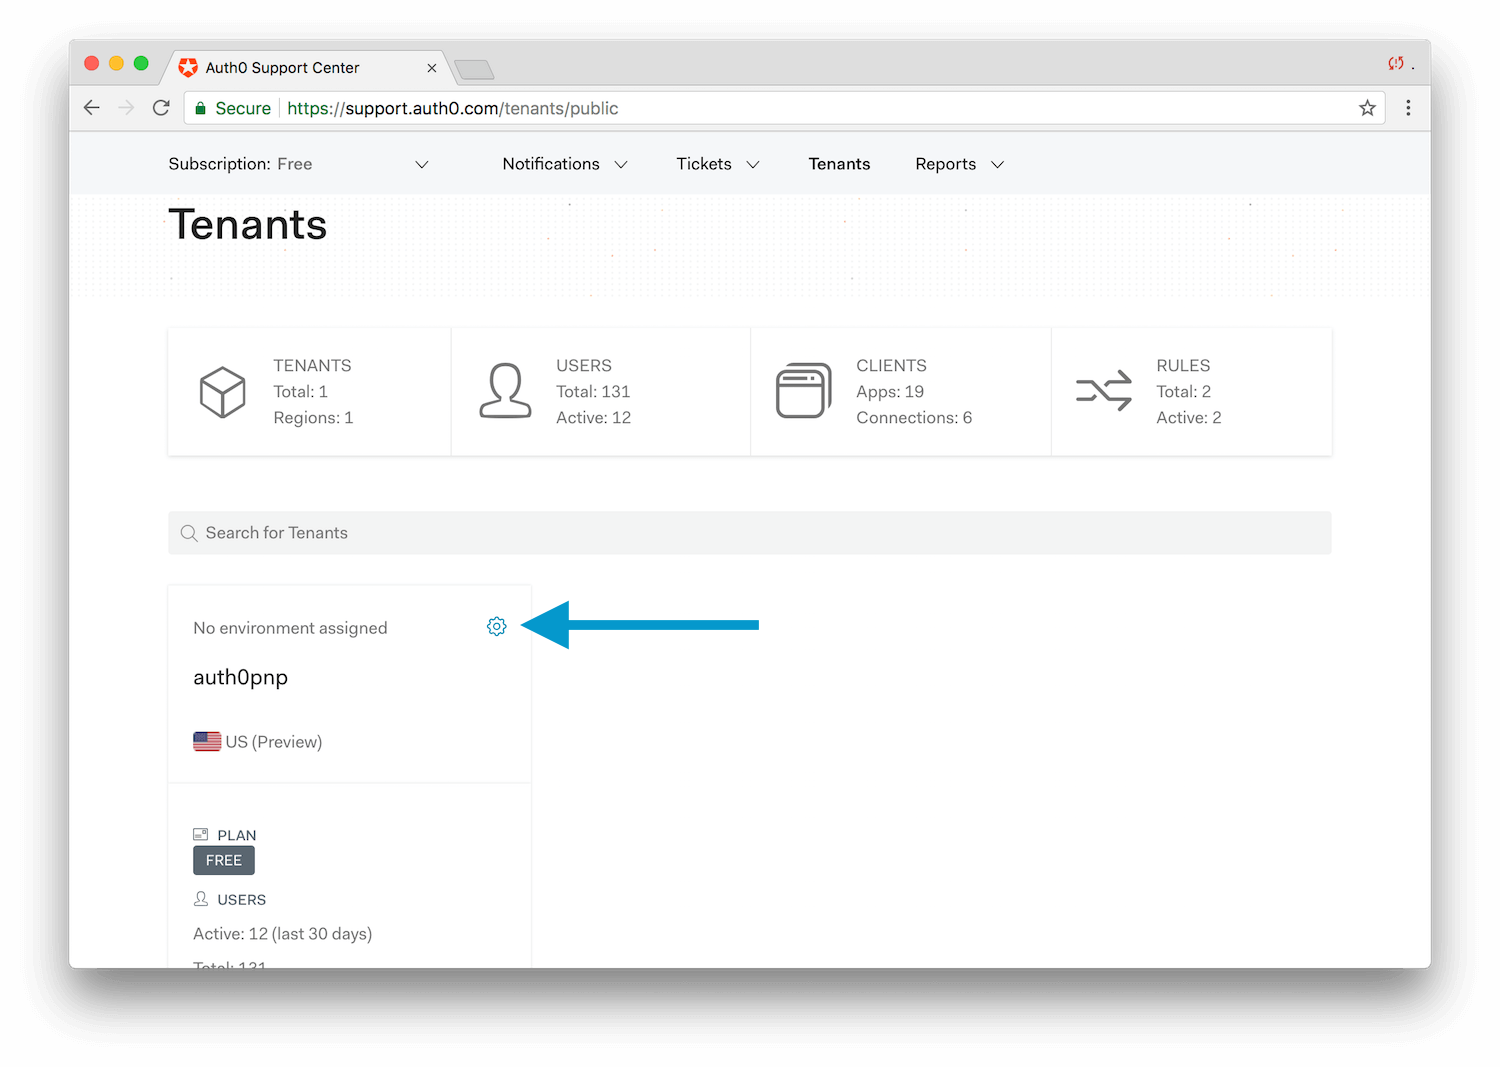 Auth0 Support Center
Secure https://support.auth0.com/tenants/public
Subscription: Free Notifications Tickets Tenants Reports
Tenants
TENANTS
Total: 1
Regions: 1
USERS
Total: 131
Active: 12
CLIENTS
Apps: 19
Connections: 6
RULES
Total: 2
Active: 2
Search for Tenants
No environment assigned
auth0pnp
US (Preview)
PLAN
FREE
USERS
Active: 12 (last 30 days)
Total: 131